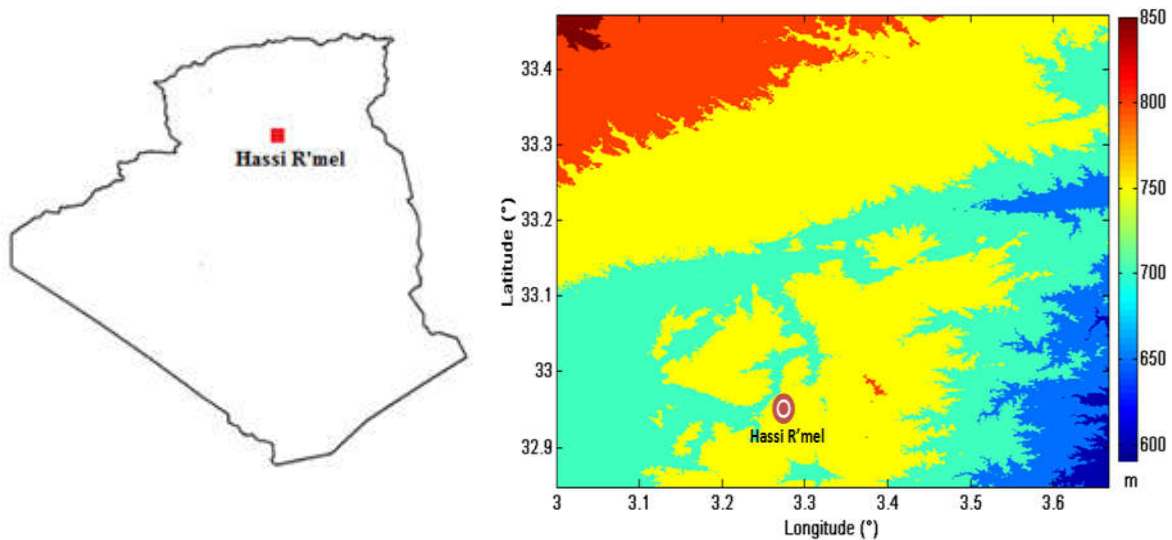 Hassi R'mel
Latitude (°)
33.4
33.3
33.2
33.1
33
32.9
Hassi R'mel
3 3.1 3.2 3.3 3.4 3.5 3.6
Longitude (°)
850
800
750
700
650
600
m